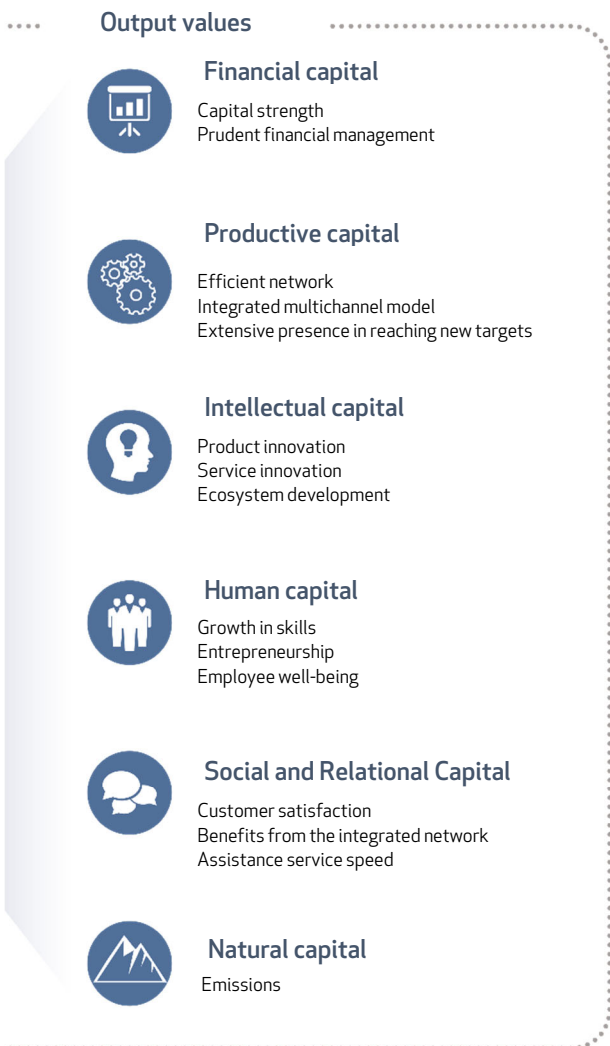 Output values
Financial capital
Capital strength
Prudent financial management
Productive capital
Efficient network
Integrated multichannel model
Extensive presence in reaching new targets
Intellectual capital
Product innovation
Service innovation
Ecosystem development
Human capital
Growth in skills
Entrepreneurship
Employee well-being
Social and Relational Capital
Customer satisfaction
Benefits from the integrated network
Assistance service speed
Natural capital
Emissions